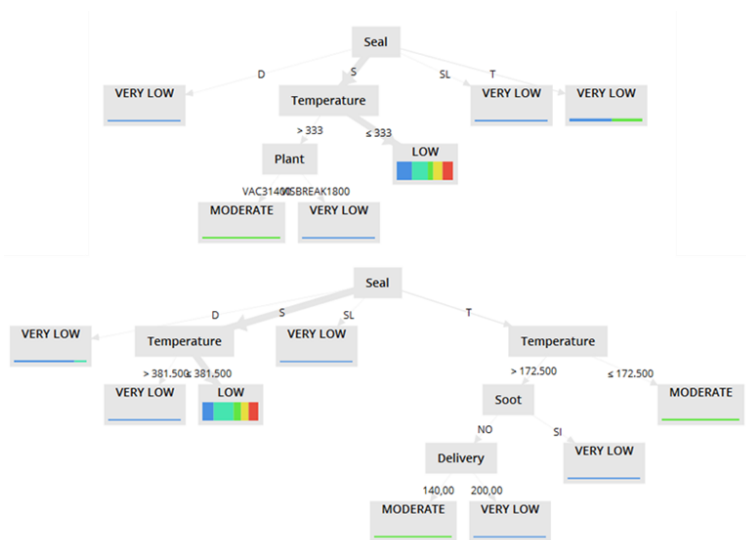 Seal
D S SL T
VERY LOW Temperature VERY LOW VERY LOW
> 333 ≤ 333
Plant LOW
VISBREAK1800
MODERATE VERY LOW
Seal
D S SL T
VERY LOW Temperature VERY LOW Temperature
> 381.500 ≤ 381.500 > 172.500 ≤ 172.500
VERY LOW LOW Soot MODERATE
NO SI
Delivery VERY LOW
140,00 200,00
MODERATE VERY LOW